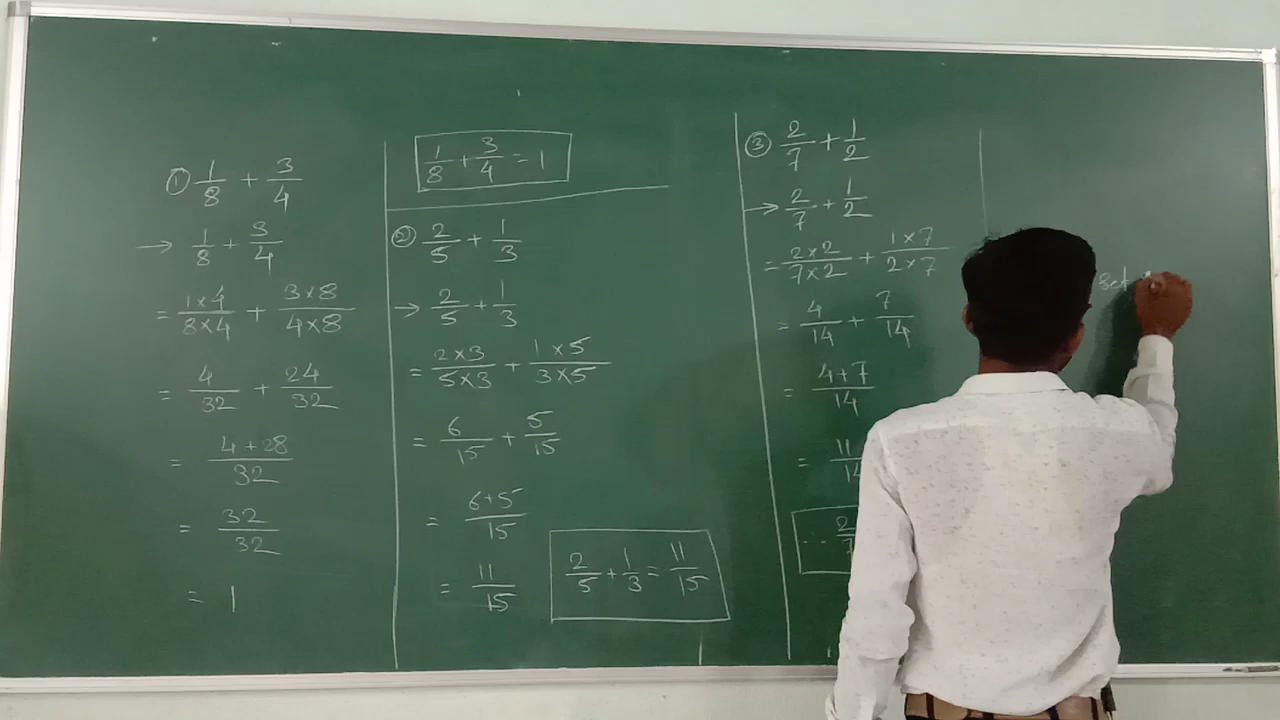 ① 1/8 + 3/4
→ 1/8 + 3/4
= 1×4/8×4 + 3×8/4×8
= 4/32 + 24/32
= 4+28/32
= 32/32
= 1
1/8 + 3/4 = 1
② 2/5 + 1/3
→ 2/5 + 1/3
= 2×3/5×3 + 1×5/3×5
= 6/15 + 5/15
= 6+5/15
= 11/15
2/5 + 1/3 = 11/15
③ 2/7 + 1/2
→ 2/7 + 1/2
= 2×2/7×2 + 1×7/2×7
= 4/14 + 7/14
= 4+7/14
= 11/14
2/7